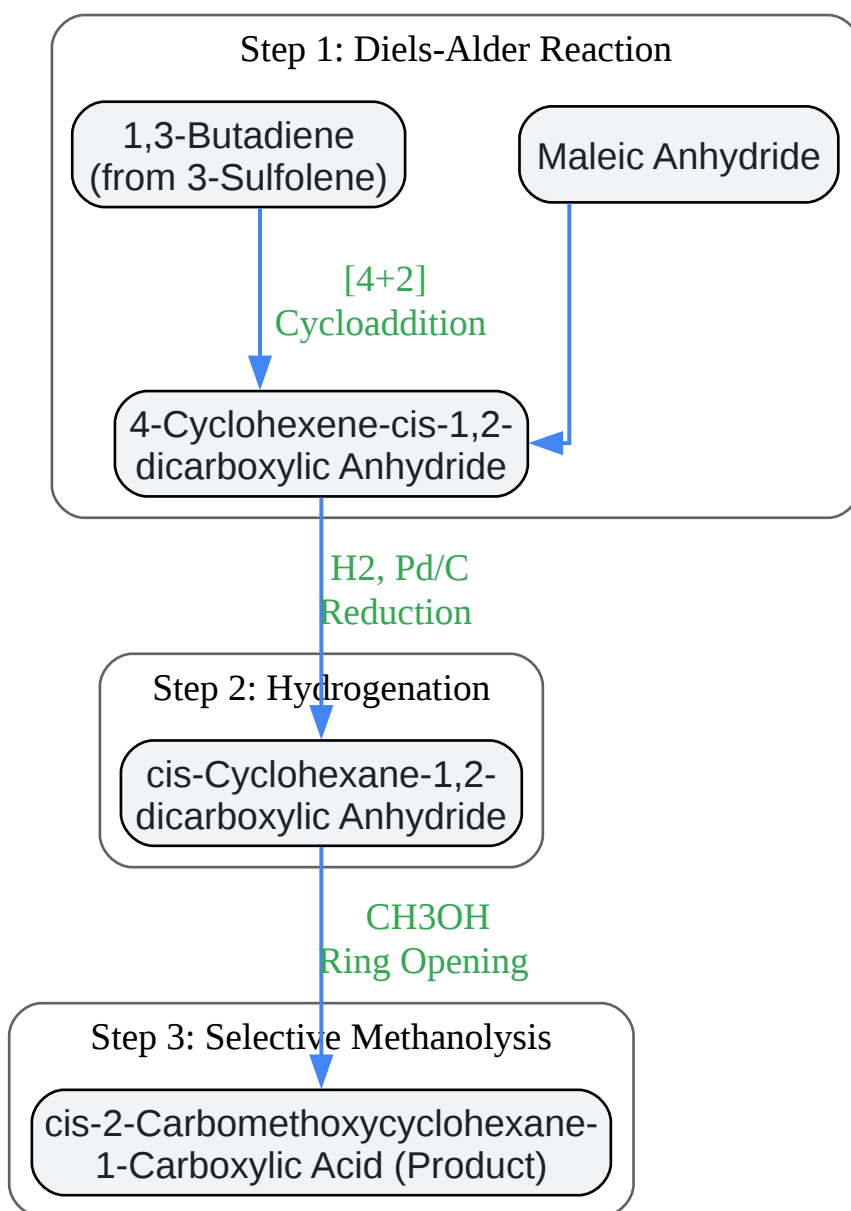 Step 1: Diels-Alder Reaction
1,3-Butadiene
(from 3-Sulfolene)
Maleic Anhydride
[4+2]
Cycloaddition
4-Cyclohexene-cis-1,2-
dicarboxylic Anhydride
H2, Pd/C
Reduction
Step 2: Hydrogenation
cis-Cyclohexane-1,2-
dicarboxylic Anhydride
CH3OH
Ring Opening
Step 3: Selective Methanolysis
cis-2-Carbomethoxycyclohexane-
1-Carboxylic Acid (Product)